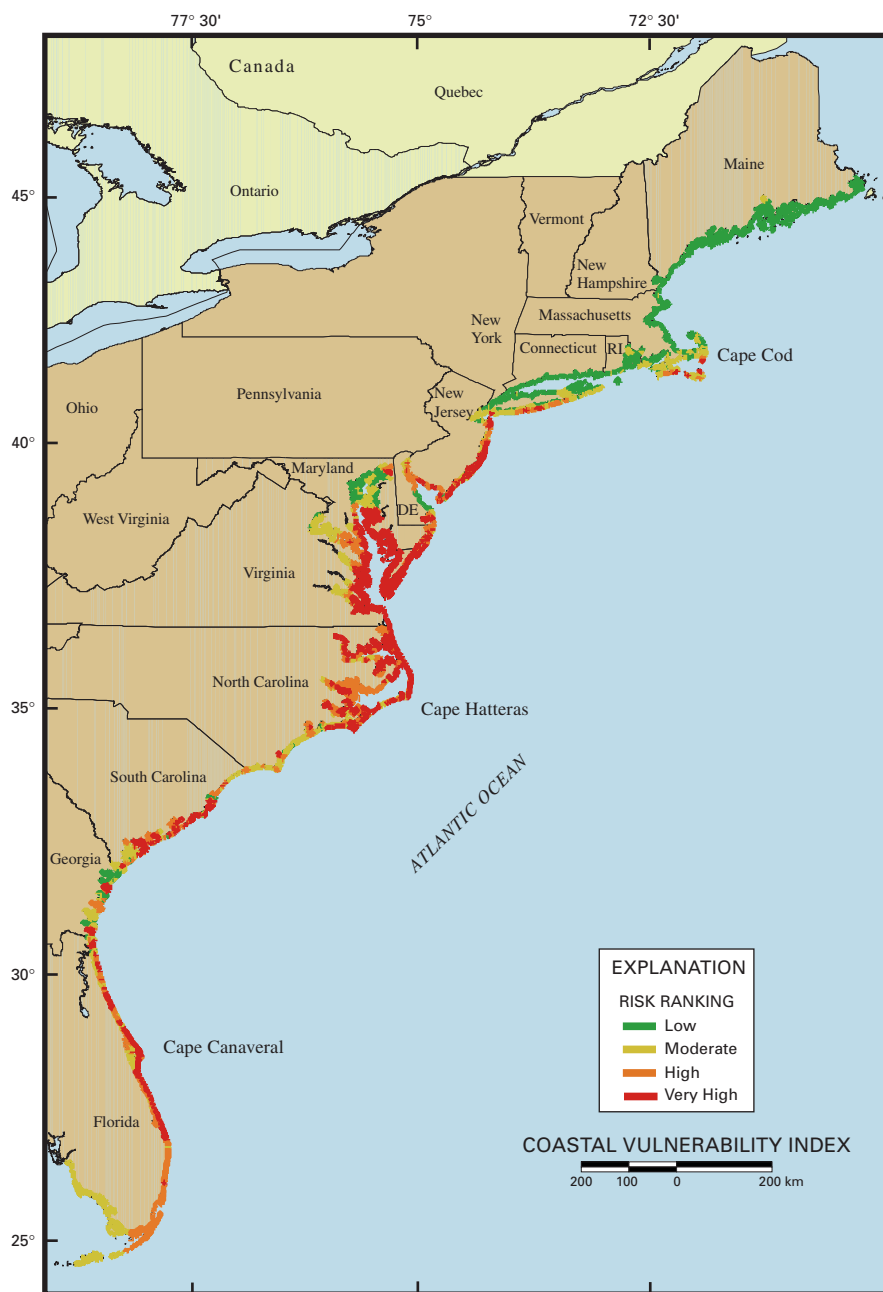 77° 30'
75°
72° 30'
Canada
Quebec
Maine
45°
Ontario
Vermont
New
Hampshire
New
York
Massachusetts
Connecticut
RI
Cape Cod
Ohio
Pennsylvania
New
Jersey
40°
Maryland
West Virginia
DE
Virginia
North Carolina
35°
Cape Hatteras
South Carolina
ATLANTIC OCEAN
Georgia
30°
Cape Canaveral
Florida
25°
EXPLANATION
RISK RANKING
Low
Moderate
High
Very High
COASTAL VULNERABILITY INDEX
200 100 0 200 km